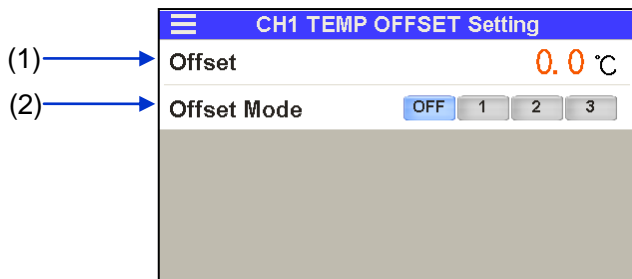 CH1 TEMP OFFSET Setting
(1) Offset 0.0 ℃
(2) Offset Mode OFF 1 2 3